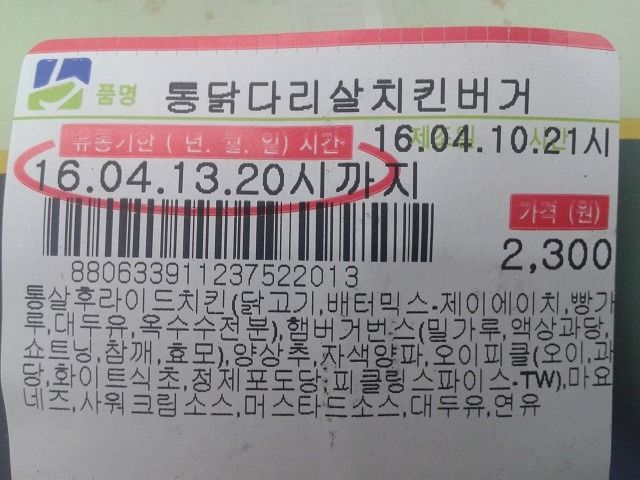 품명 통닭다리살치킨버거
유통기한 ( 년. 월. 일) 시간 제조일 시간
16.04.10.21시
16.04.13.20시까지
가격 (원)
2,300
880633911237522013
통살후라이드치킨(닭고기,배터믹스-제이에이치,빵가
루,대두유,옥수수전분),햄버거번스(밀가루,액상과당,
쇼트닝,참깨,효모),양상추,자색양파,오이피클(오이,과
당,화이트식초,정제포도당,피클링스파이스-TW),마요
네즈,사워크림소스,머스타드소스,대두유,연유